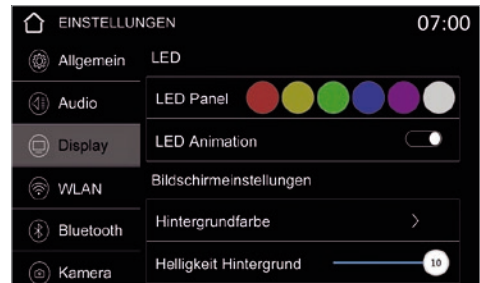 EINSTELLUNGEN 07:00
Allgemein
Audio
Display
WLAN
Bluetooth
Kamera
LED
LED Panel
LED Animation
Bildschirmeinstellungen
Hintergrundfarbe
Helligkeit Hintergrund 10